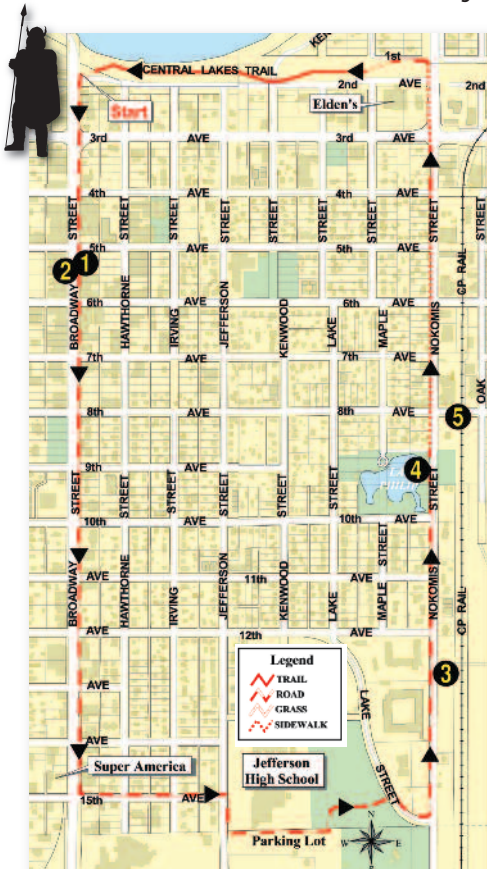 KE
1st
CENTRAL LAKES TRAIL
2nd AVE 2nd
Start
Elden's
3rd AVE 3rd AVE
4th AVE 4th AVE
STREET STREET STREET STREET STREET STREET STREET STREET
5th AVE 5th AVE
2 1
CP RAIL
6th AVE 6th AVE
BROADWAY HAWTHORNE IRVING JEFFERSON KENWOOD LAKE MAPLE NOKOMIS
7th AVE 7th AVE
OAK
8th AVE 8th AVE
5
4
9th AVE
STREET STREET STREET STREET STREET STREET STREET
10th AVE 10th AVE
STREET
BROADWAY HAWTHORNE IRVING JEFFERSON KENWOOD LAKE MAPLE NOKOMIS
AVE 11th AVE
CP RAIL
AVE 12th AVE
3
Legend
TRAIL
ROAD
GRASS
SIDEWALK
LAKE
STREET
AVE
AVE
Super America
Jefferson
High School
15th AVE
Parking Lot
N
W E
S